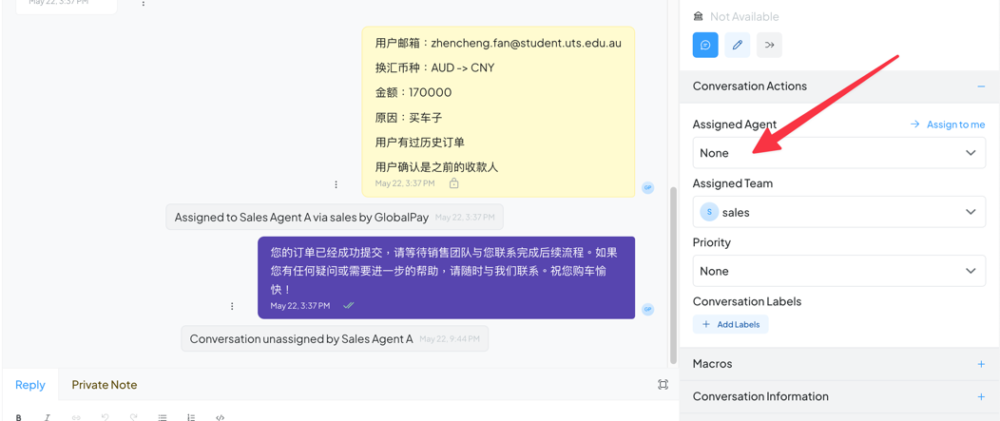 May 22, 3:37 PM
用户邮箱：zhencheng.fan@student.uts.edu.au
换汇币种：AUD -> CNY
金额：170000
原因：买车子
用户有过历史订单
用户确认是之前的收款人
May 22, 3:37 PM
GP
Assigned to Sales Agent A via sales by GlobalPay May 22, 3:37 PM
您的订单已经成功提交，请等待销售团队与您联系完成后续流程。如果
您有任何疑问或需要进一步的帮助，请随时与我们联系。祝您购车愉
快！
May 22, 3:37 PM
GP
Conversation unassigned by Sales Agent A May 22, 9:44 PM
Reply
Private Note
B I
Not Available
Conversation Actions
Assigned Agent
Assign to me
None
Assigned Team
S sales
Priority
None
Conversation Labels
Add Labels
Macros
Conversation Information